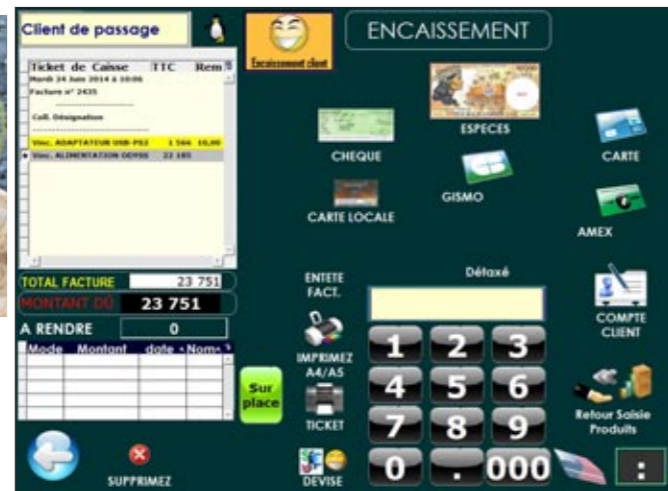 Client de passage
Ticket de Caisse TTC Rem
Mardi 24 Juin 2014 à 10:06
Facture n° 2435
Coll. Désignation
Vinc. ADAPTATEUR USB-PS2 1 566 10,00
Vinc. ALIMENTATION ODYSS 22 185
TOTAL FACTURE 23 751
MONTANT DÛ 23 751
A RENDRE 0
Mode Montant date Nom
SUPPRIMEZ
Encaissement client
ENCAISSEMENT
ESPECES
CHEQUE
CARTE
GISMO
CARTE LOCALE
AMEX
ENTETE
FACT.
Détaxé
COMPTE
CLIENT
IMPRIMEZ
A4/A5
1 2 3
4 5 6
Sur
place
TICKET
7 8 9
Retour Saisie
Produits
DEVISE
0 . 000 :